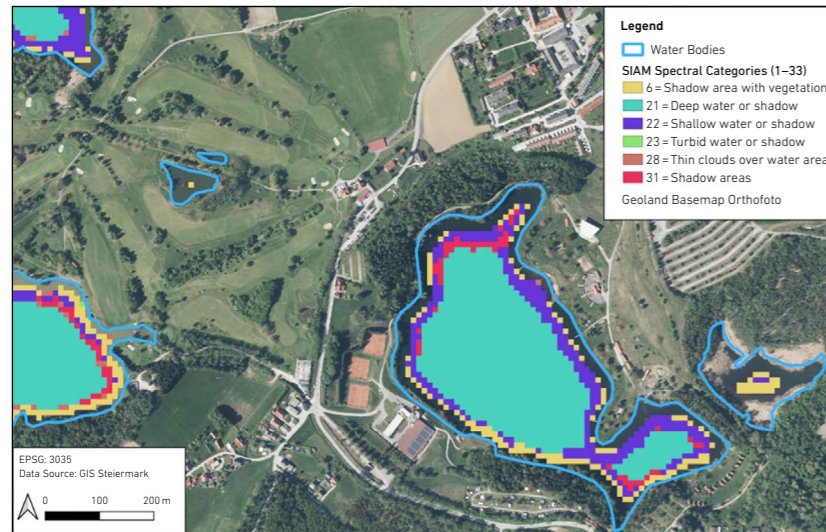 Legend
Water Bodies
SIAM Spectral Categories (1–33)
6 = Shadow area with vegetation
21 = Deep water or shadow
22 = Shallow water or shadow
23 = Turbid water or shadow
28 = Thin clouds over water area
31 = Shadow areas
Geoland Basemap Orthofoto
EPSG: 3035
Data Source: GIS Steiermark
0 100 200 m